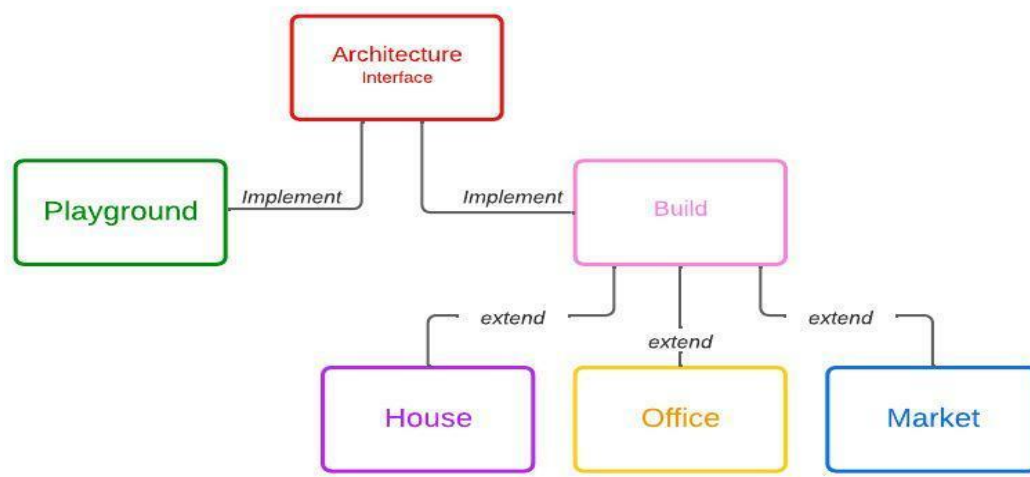 Architecture
Interface
Implement
Implement
Playground
Build
extend
extend
extend
House
Office
Market